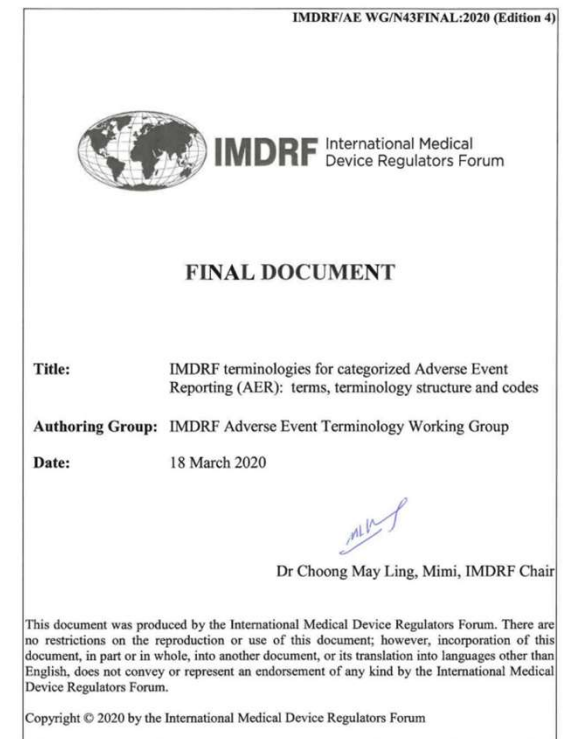 IMDRF/AE WG/N43FINAL:2020 (Edition 4)
IMDRF International Medical
Device Regulators Forum
FINAL DOCUMENT
Title: IMDRF terminologies for categorized Adverse Event
Reporting (AER): terms, terminology structure and codes
Authoring Group: IMDRF Adverse Event Terminology Working Group
Date: 18 March 2020
Dr Choong May Ling, Mimi, IMDRF Chair
This document was produced by the International Medical Device Regulators Forum. There are
no restrictions on the reproduction or use of this document; however, incorporation of this
document, in part or in whole, into another document, or its translation into languages other than
English, does not convey or represent an endorsement of any kind by the International Medical
Device Regulators Forum.
Copyright © 2020 by the International Medical Device Regulators Forum